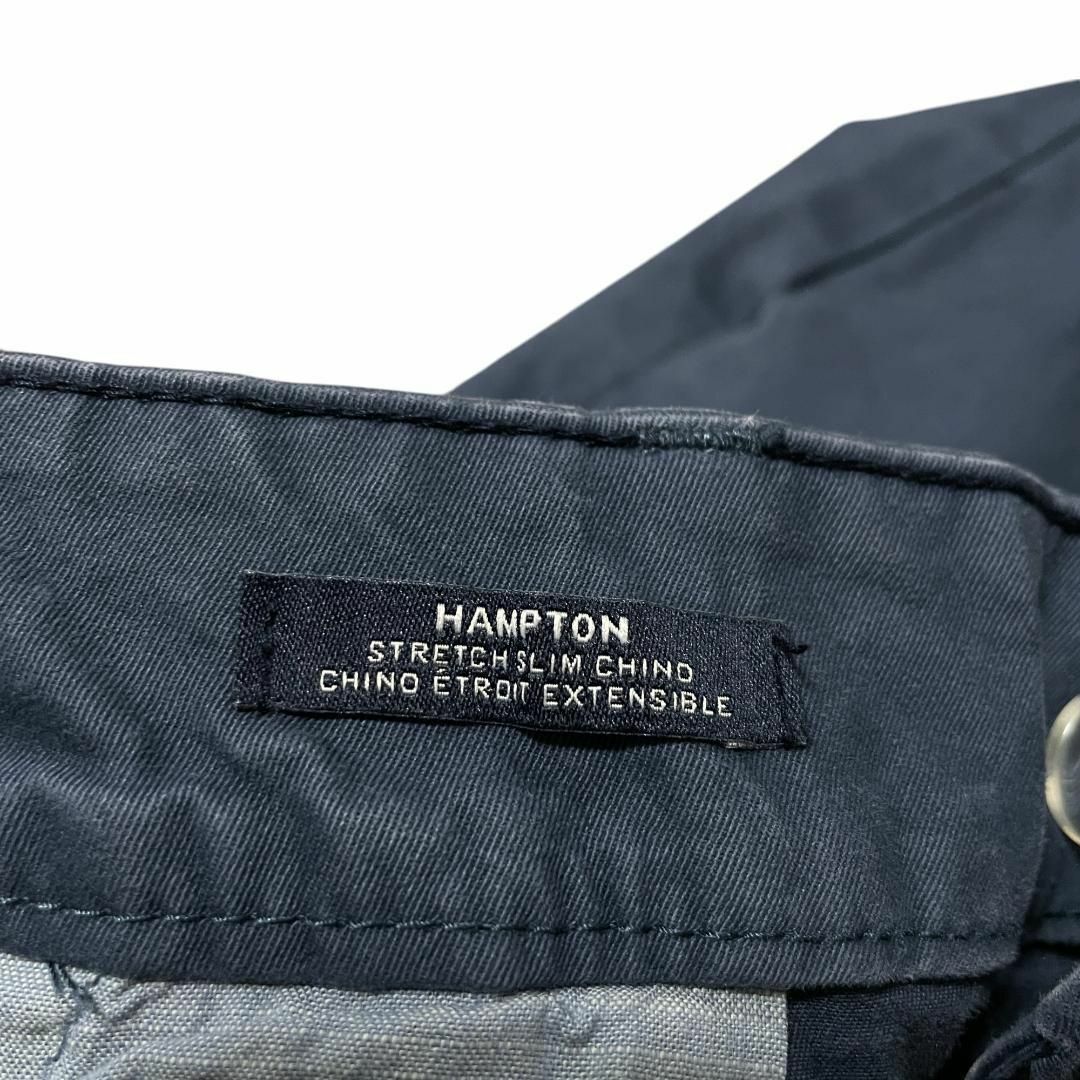 HAMPTON
STRETCH SLIM CHINO
CHINO ÉTROIT EXTENSIBLE